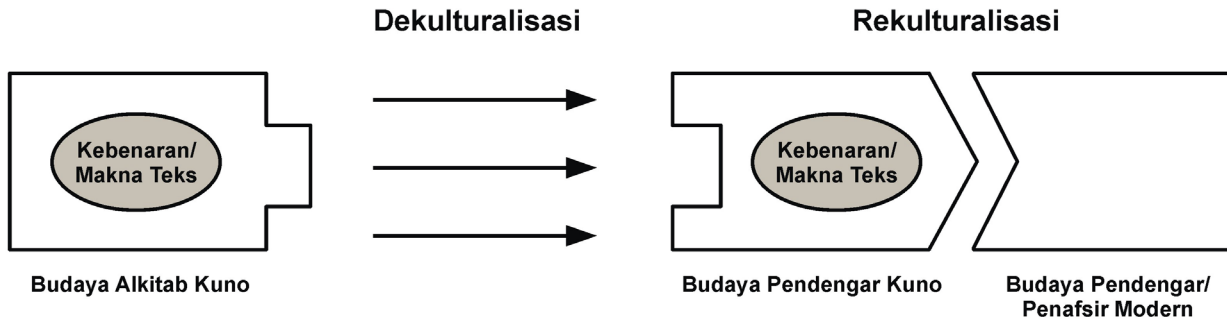 Dekulturalisasi
Rekulturalisasi
Kebenaran/
Makna Teks
Kebenaran/
Makna Teks
Budaya Alkitab Kuno
Budaya Pendengar Kuno
Budaya Pendengar/
Penafsir Modern